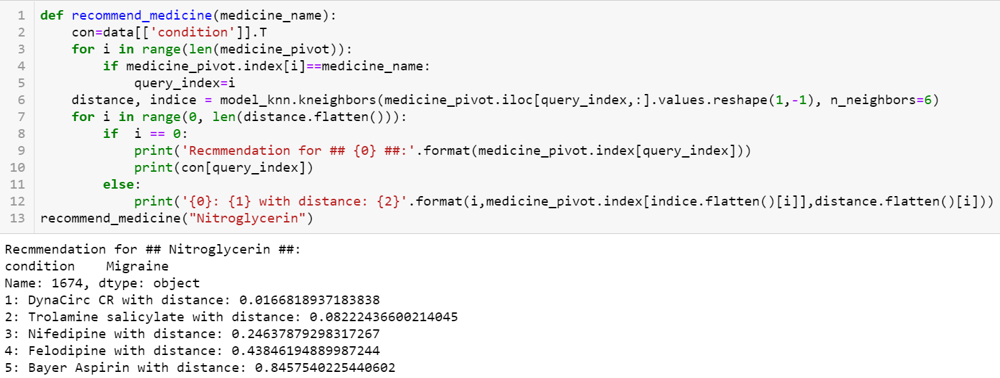 1 def recommend_medicine(medicine_name):
2     con=data[['condition']].T
3     for i in range(len(medicine_pivot)):
4         if medicine_pivot.index[i]==medicine_name:
5             query_index=i
6     distance, indice = model_knn.kneighbors(medicine_pivot.iloc[query_index,:].values.reshape(1,-1), n_neighbors=6)
7     for i in range(0, len(distance.flatten())):
8         if  i == 0:
9             print('Recmmendation for ## {0} ##:'.format(medicine_pivot.index[query_index]))
10             print(con[query_index])
11         else:
12             print('{0}: {1} with distance: {2}'.format(i,medicine_pivot.index[indice.flatten()[i]],distance.flatten()[i]))
13 recommend_medicine("Nitroglycerin")
Recmmendation for ## Nitroglycerin ##:
condition    Migraine
Name: 1674, dtype: object
1: DynaCirc CR with distance: 0.0166818937183838
2: Trolamine salicylate with distance: 0.08222436600214045
3: Nifedipine with distance: 0.24637879298317267
4: Felodipine with distance: 0.43846194889987244
5: Bayer Aspirin with distance: 0.8457540225440602